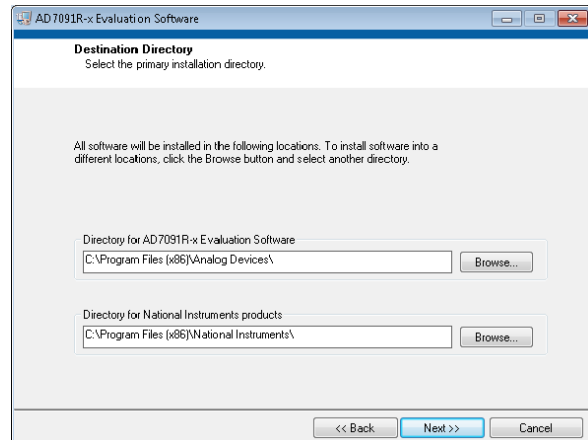 AD7091R-x Evaluation Software
Destination Directory
Select the primary installation directory.
All software will be installed in the following locations. To install software into a
different locations, click the Browse button and select another directory.
Directory for AD7091R-x Evaluation Software
C:\Program Files (x86)\Analog Devices\
Browse...
Directory for National Instruments products
C:\Program Files (x86)\National Instruments\
Browse...
<< Back
Next >>
Cancel